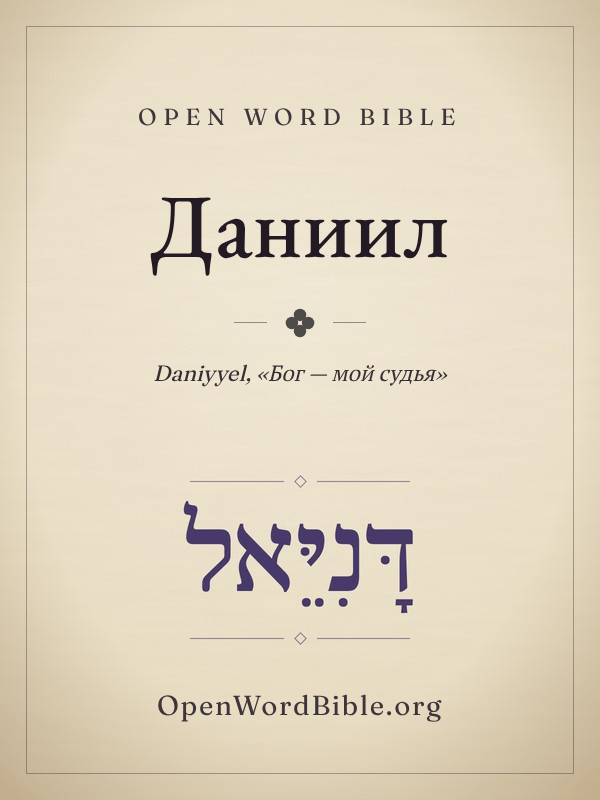 OPEN WORD BIBLE
Даниил
Daniyyel, «Бог — мой судья»
דָּנִיֵּאל
OpenWordBible.org